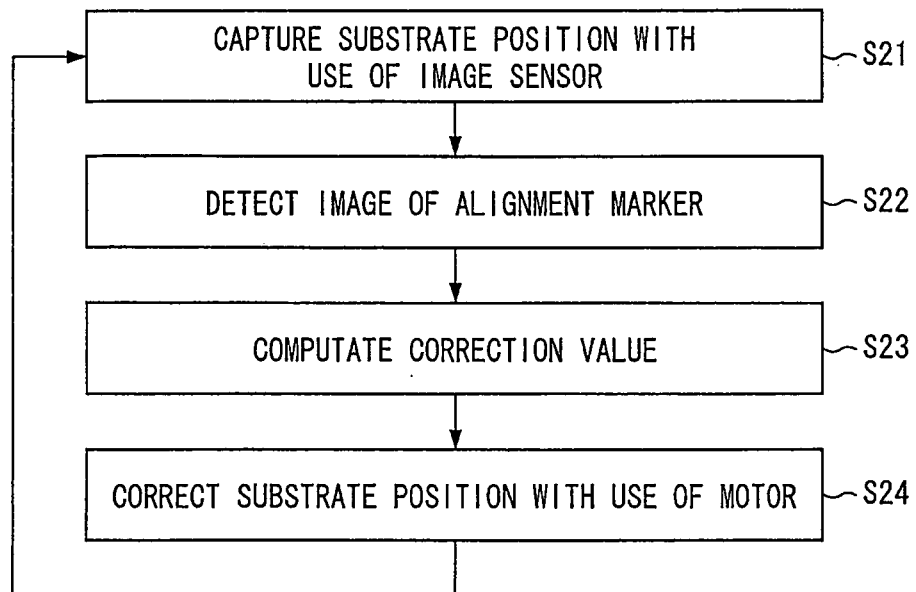 CAPTURE SUBSTRATE POSITION WITH
USE OF IMAGE SENSOR
S21
DETECT IMAGE OF ALIGNMENT MARKER
S22
COMPUTATE CORRECTION VALUE
S23
CORRECT SUBSTRATE POSITION WITH USE OF MOTOR
S24